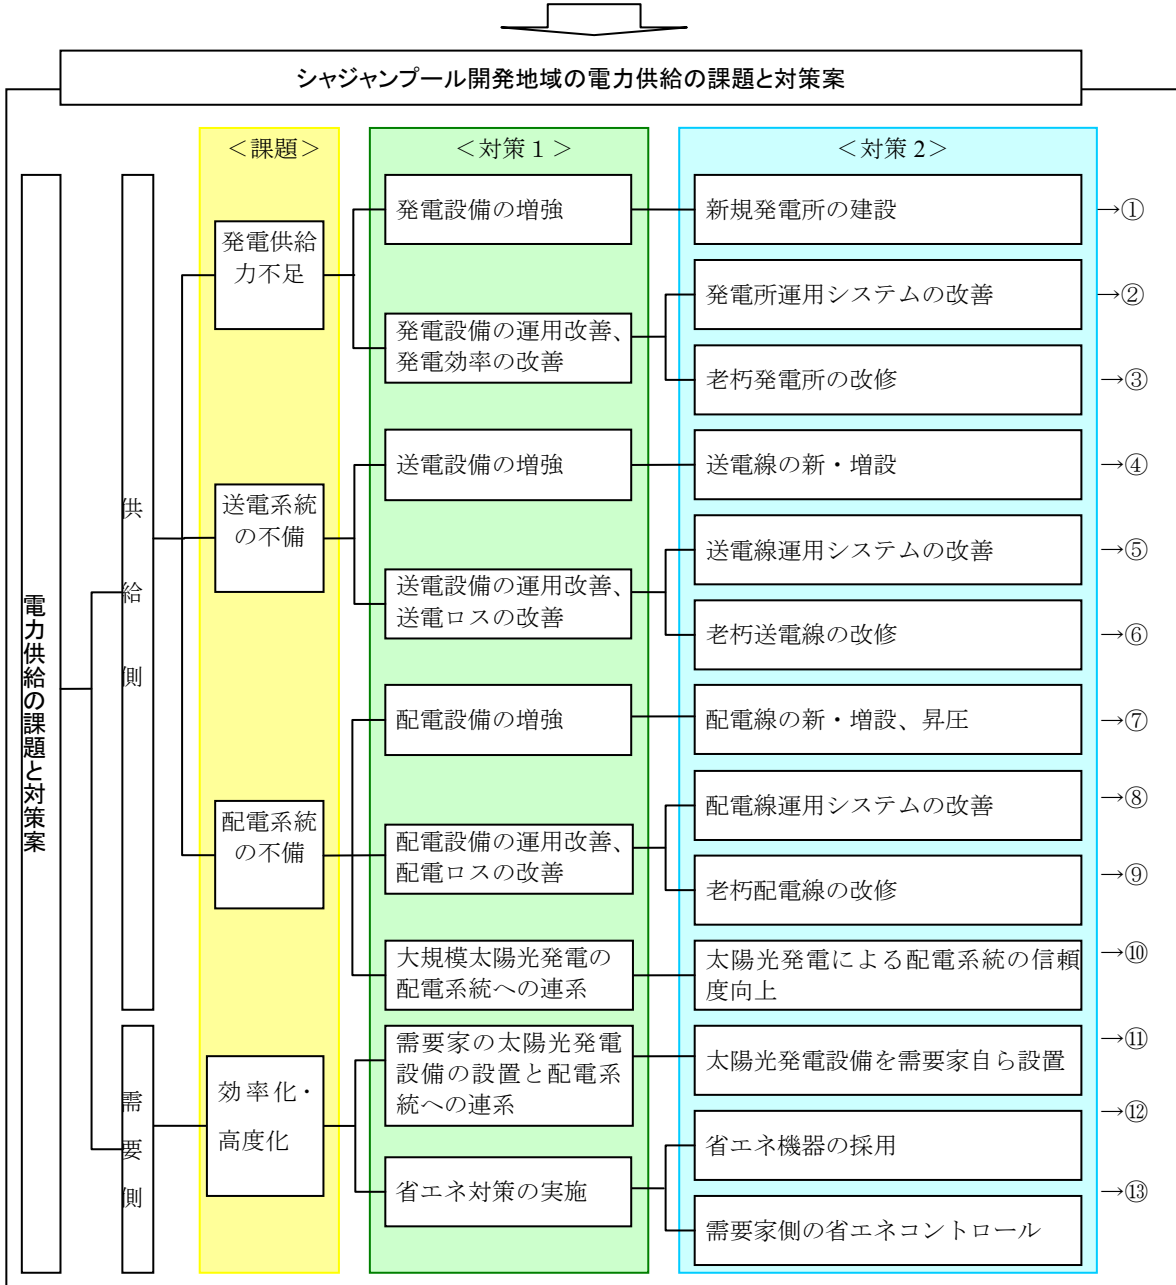 シャジャンプール開発地域の電力供給の課題と対策案
＜課題＞
＜対策１＞
＜対策２＞
電力供給の課題と対策案
供給側
発電供給
力不足
発電設備の増強
新規発電所の建設
→①
発電設備の運用改善、
発電効率の改善
発電所運用システムの改善
→②
老朽発電所の改修
→③
送電系統
の不備
送電設備の増強
送電線の新・増設
→④
送電設備の運用改善、
送電ロスの改善
送電線運用システムの改善
→⑤
老朽送電線の改修
→⑥
配電系統
の不備
配電設備の増強
配電線の新・増設、昇圧
→⑦
配電設備の運用改善、
配電ロスの改善
配電線運用システムの改善
→⑧
老朽配電線の改修
→⑨
大規模太陽光発電の
配電系統への連系
太陽光発電による配電系統の信頼
度向上
→⑩
需要側
効率化・
高度化
需要家の太陽光発電
設備の設置と配電系
統への連系
太陽光発電設備を需要家自ら設置
→⑪
省エネ対策の実施
省エネ機器の採用
→⑫
需要家側の省エネコントロール
→⑬